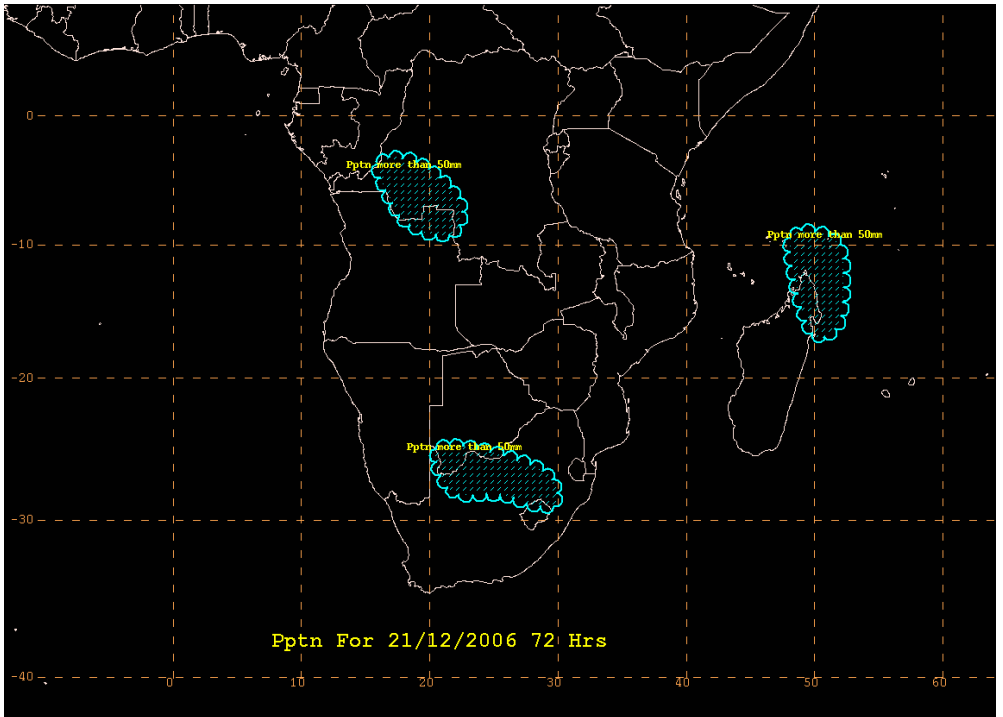 0
Pptn more than 50mm
Pptn more than 50mm
-10
-20
Pptn more than 50mm
-30
Pptn For 21/12/2006 72 Hrs
-40
0 10 20 30 40 50 60